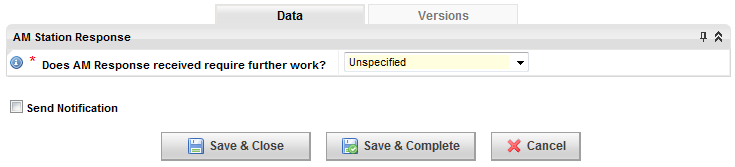 Data Versions
AM Station Response
* Does AM Response received require further work? Unspecified
Send Notification
Save & Close Save & Complete Cancel